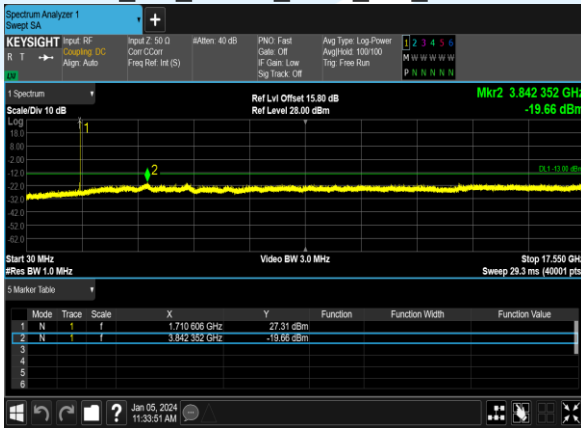 Spectrum Analyzer 1
Swept SA
+
KEYSIGHT Input: RF Input Z: 50 Ω #Atten: 40 dB PNO: Fast Avg Type: Log-Power 1 2 3 4 5 6
R T Coupling: DC Corr CCorr Gate: Off Avg|Hold: 100/100 M W W W W W
Align: Auto Freq Ref: Int (S) IF Gain: Low Trig: Free Run
Sig Track: Off P N N N N N
1 Spectrum
Ref Lvl Offset 15.80 dB Mkr2 3.842 352 GHz
Scale/Div 10 dB Ref Level 28.00 dBm -19.66 dBm
Log
1
18.0
8.00
-2.00
2
-12.0 DL1 -13.00 dBm
-22.0
-32.0
-42.0
-52.0
-62.0
Start 30 MHz Video BW 3.0 MHz Stop 17.550 GHz
#Res BW 1.0 MHz Sweep 29.3 ms (40001 pts)
5 Marker Table
Mode Trace Scale X Y Function Function Width Function Value
1 N 1 f 1.710 606 GHz 27.31 dBm
2 N 1 f 3.842 352 GHz -19.66 dBm
3
4
5
6
? Jan 05, 2024
11:33:51 AM